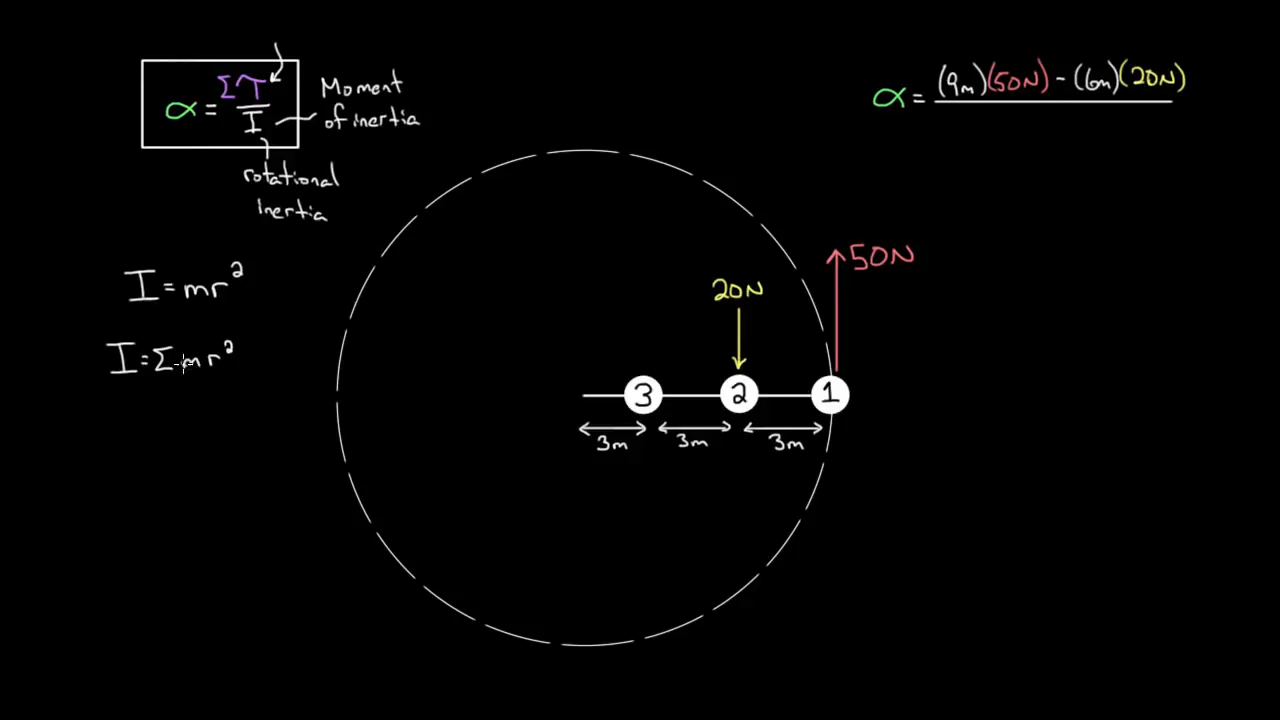 α = Στ / I
Moment
of inertia
rotational
Inertia
α = (9m)(50N) - (6m)(20N)
I = mr²
I = Σmr²
50N
20N
3 2 1
3m 3m 3m